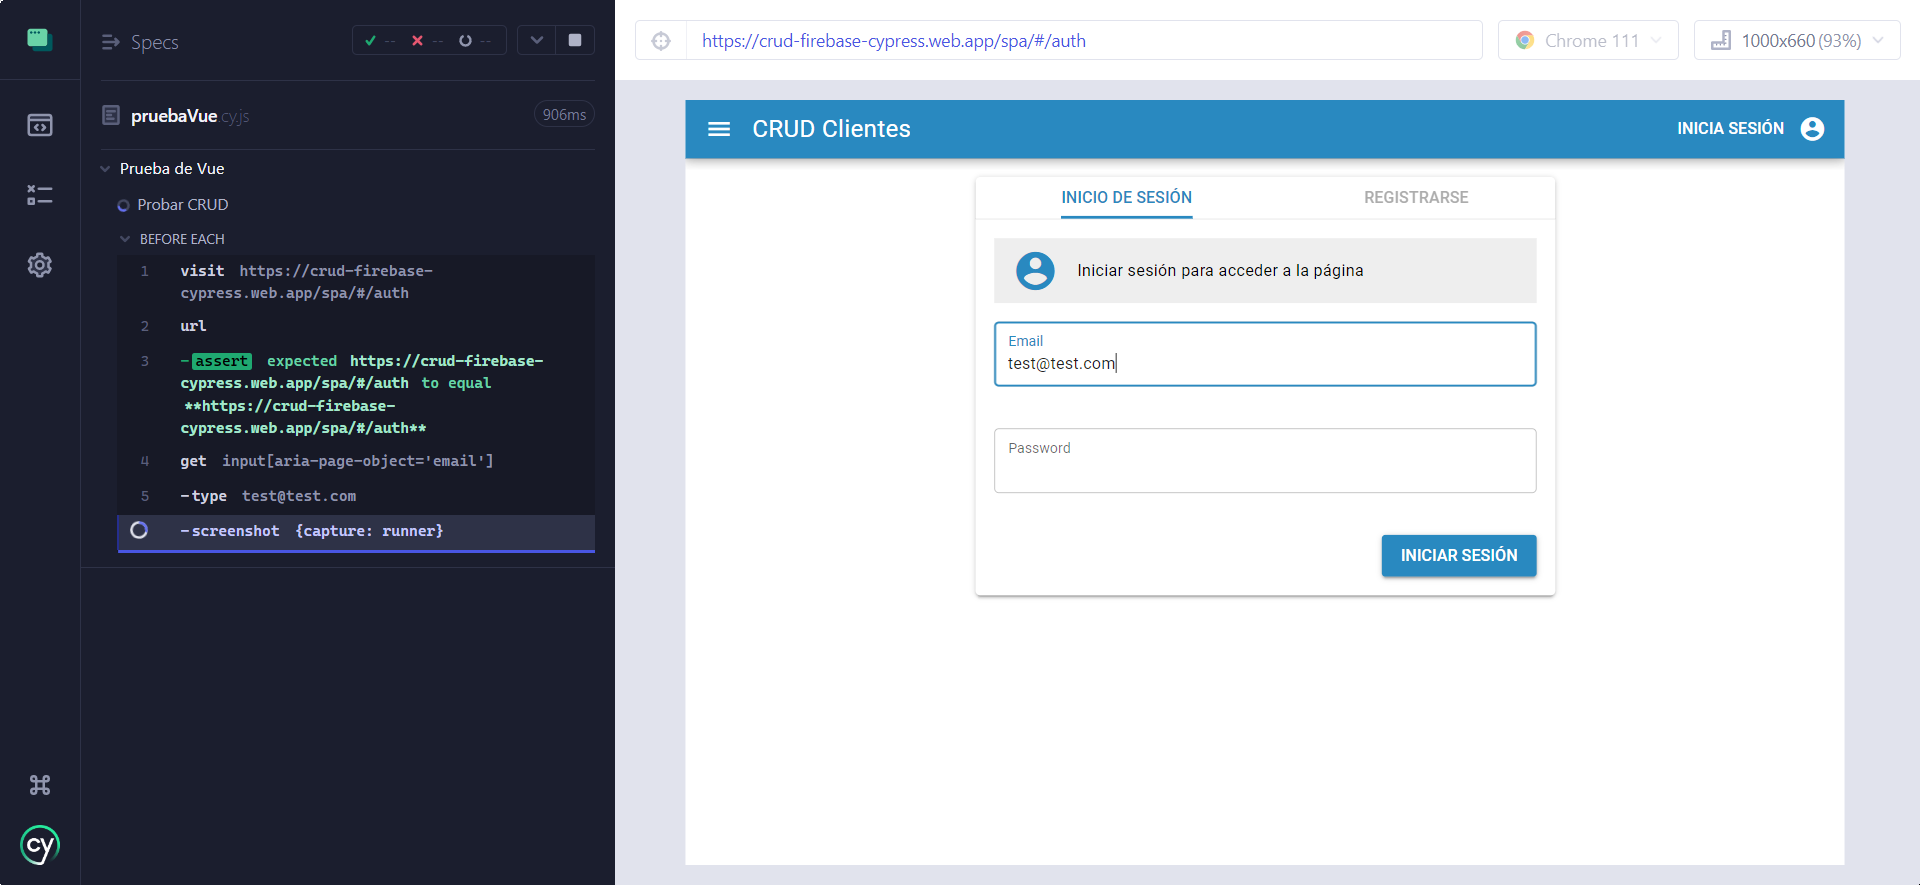 Specs
-- -- --
pruebaVue.cy.js
906ms
Prueba de Vue
Probar CRUD
BEFORE EACH
1 visit https://crud-firebase-
cypress.web.app/spa/#/auth
2 url
3 -assert expected https://crud-firebase-
cypress.web.app/spa/#/auth to equal
**https://crud-firebase-
cypress.web.app/spa/#/auth**
4 get input[aria-page-object='email']
5 -type test@test.com
-screenshot {capture: runner}
cy
https://crud-firebase-cypress.web.app/spa/#/auth
Chrome 111
1000x660 (93%)
CRUD Clientes
INICIA SESIÓN
INICIO DE SESIÓN
REGISTRARSE
Iniciar sesión para acceder a la página
Email
test@test.com
Password
INICIAR SESIÓN